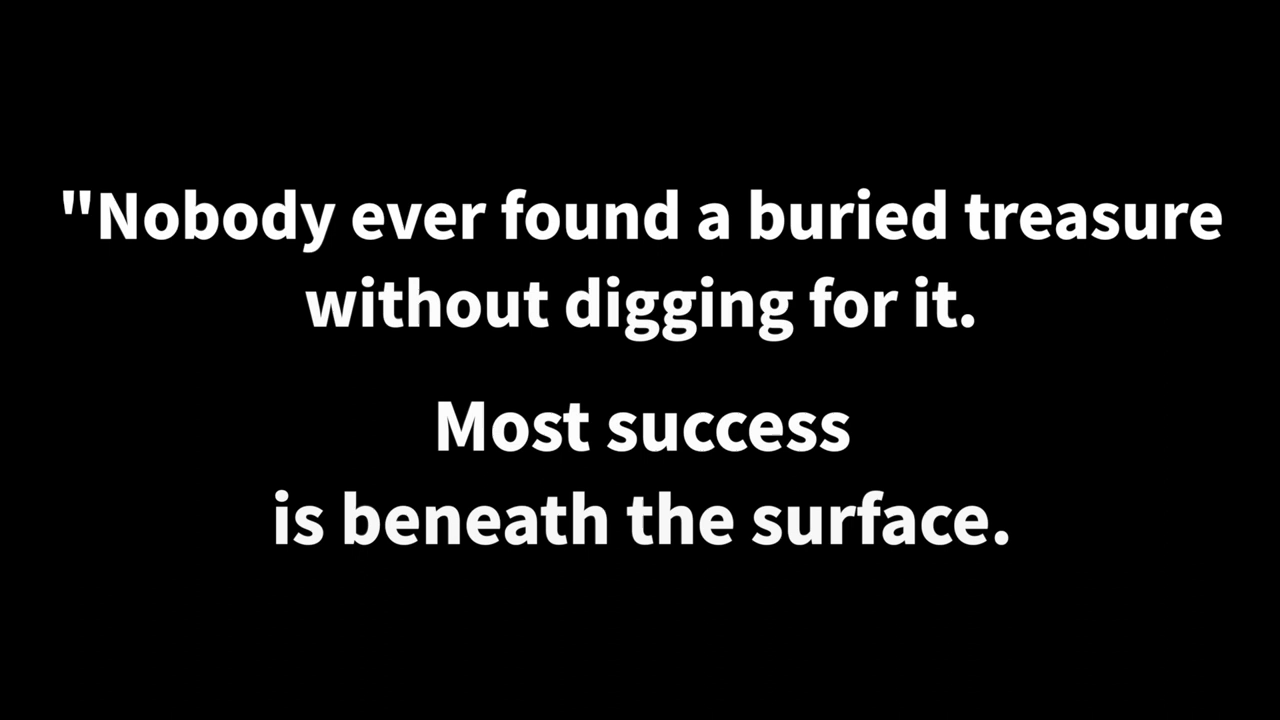 "Nobody ever found a buried treasure
without digging for it.
Most success
is beneath the surface.